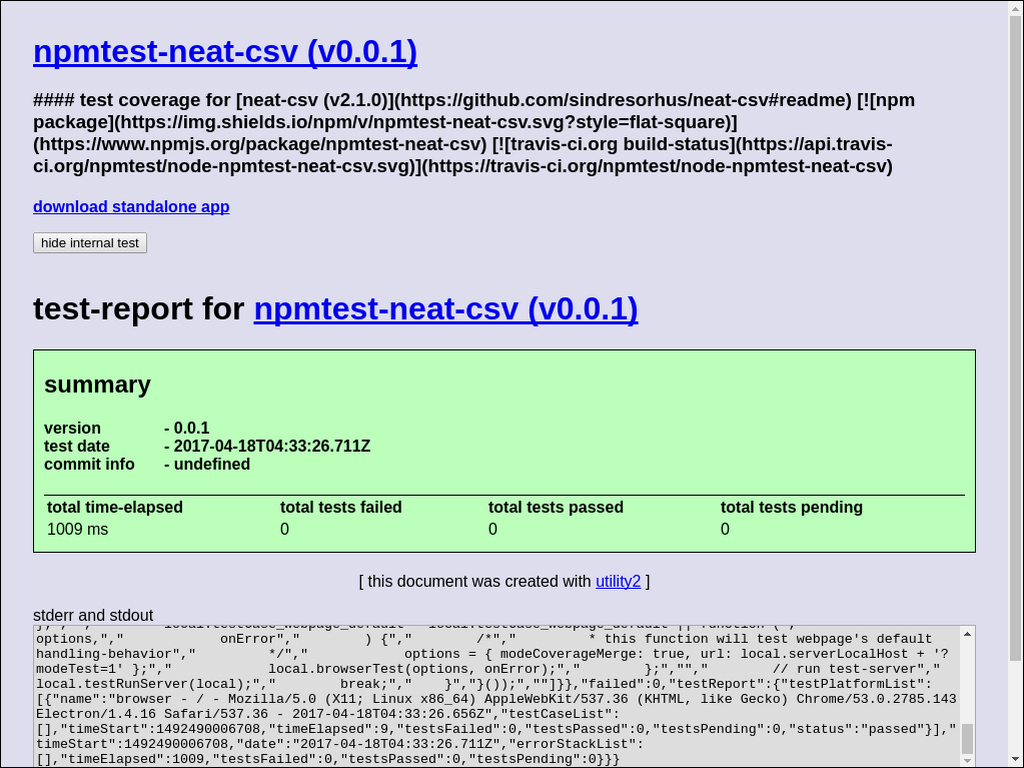 npmtest-neat-csv (v0.0.1)
#### test coverage for [neat-csv (v2.1.0)](https://github.com/sindresorhus/neat-csv#readme) [![npm
package](https://img.shields.io/npm/v/npmtest-neat-csv.svg?style=flat-square)]
(https://www.npmjs.org/package/npmtest-neat-csv) [![travis-ci.org build-status](https://api.travis-
ci.org/npmtest/node-npmtest-neat-csv.svg)](https://travis-ci.org/npmtest/node-npmtest-neat-csv)
download standalone app
hide internal test
test-report for npmtest-neat-csv (v0.0.1)
summary
version - 0.0.1
test date - 2017-04-18T04:33:26.711Z
commit info - undefined
total time-elapsed total tests failed total tests passed total tests pending
1009 ms 0 0 0
[ this document was created with utility2 ]
stderr and stdout
options,","            onError","        ) {","        /*","         * this function will test webpage's default
handling-behavior","         */","            options = { modeCoverageMerge: true, url: local.serverLocalHost + '?
modeTest=1' };","            local.browserTest(options, onError);","        };","","        // run test-server","
local.testRunServer(local);","        break;","    }","}());",""]}},"failed":0,"testReport":{"testPlatformList":
[{"name":"browser - / - Mozilla/5.0 (X11; Linux x86_64) AppleWebKit/537.36 (KHTML, like Gecko) Chrome/53.0.2785.143
Electron/1.4.16 Safari/537.36 - 2017-04-18T04:33:26.656Z","testCaseList":
[],"timeStart":1492490006708,"timeElapsed":9,"testsFailed":0,"testsPassed":0,"testsPending":0,"status":"passed"}],"
timeStart":1492490006708,"date":"2017-04-18T04:33:26.711Z","errorStackList":
[],"timeElapsed":1009,"testsFailed":0,"testsPassed":0,"testsPending":0}}}